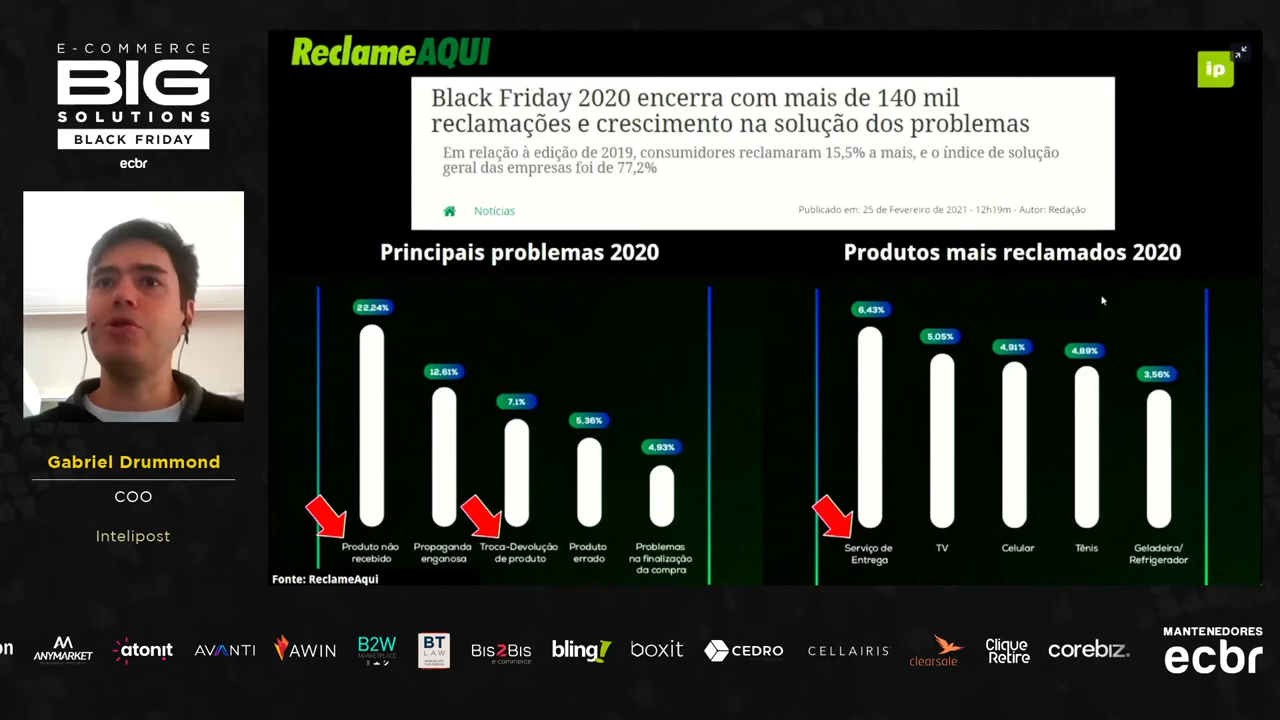 E-COMMERCE
BIG
SOLUTIONS
BLACK FRIDAY
ecbr
Gabriel Drummond
COO
Intelipost
ReclameAQUI
ip
Black Friday 2020 encerra com mais de 140 mil
reclamações e crescimento na solução dos problemas
Em relação à edição de 2019, consumidores reclamaram 15,5% a mais, e o índice de solução
geral das empresas foi de 77,2%
Notícias
Publicado em: 25 de Fevereiro de 2021 - 12h19m - Autor: Redação
Principais problemas 2020
22,24%
12,61%
7,1%
5,36%
4,93%
Produto não
recebido
Propaganda
enganosa
Troca-Devolução
de produto
Produto
errado
Problemas
na finalização
da compra
Fonte: ReclameAqui
Produtos mais reclamados 2020
6,43%
5,05%
4,91%
4,89%
3,56%
Serviço de
Entrega
TV
Celular
Tênis
Geladeira/
Refrigerador
on
ANYMARKET
atonit
AVANTI
AWIN
B2W
MARKETPLACE
BT
LAW
Bis2Bis
e-commerce
bling!
boxit
CEDRO
CELLAIRIS
clearsale
Clique
Retire
corebiz.
MANTENEDORES
ecbr